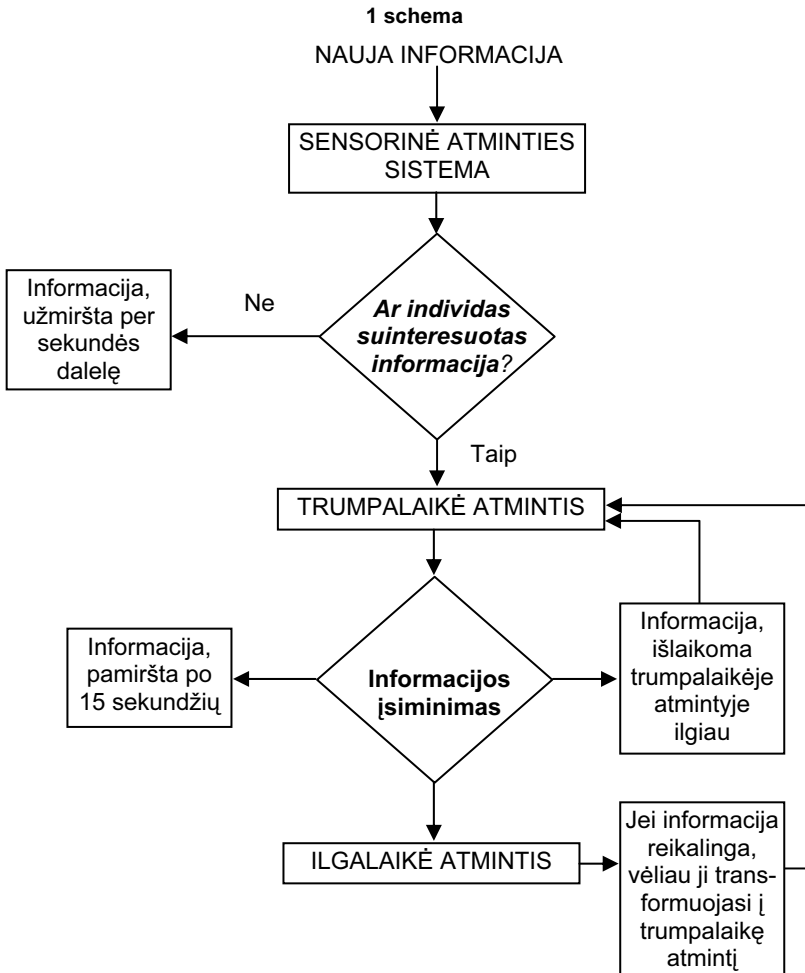 1 schema
NAUJA INFORMACIJA
SENSORINĖ ATMINTIES
SISTEMA
Informacija,
užmiršta per
sekundės
dalelę
Ne
Ar individas
suinteresuotas
informacija?
Taip
TRUMPALAIKĖ ATMINTIS
Informacija,
pamiršta po
15 sekundžių
Informacijos
įsiminimas
Informacija,
išlaikoma
trumpalaikėje
atmintyje
ilgiau
ILGALAIKĖ ATMINTIS
Jei informacija
reikalinga,
vėliau ji trans-
formuojasi į
trumpalaikę
atmintį